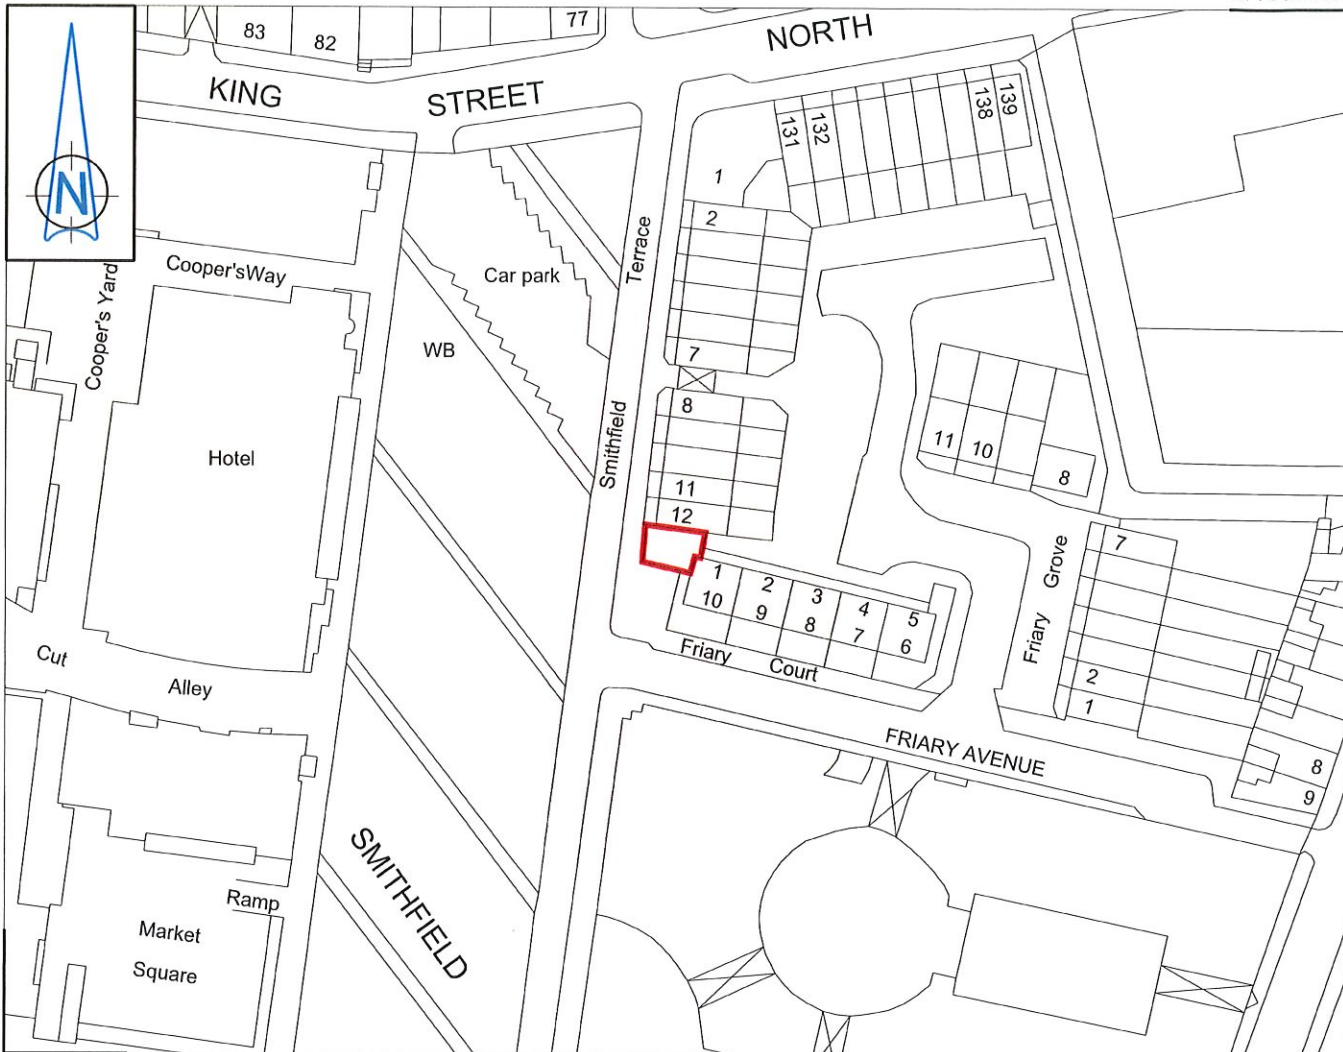 77
83
82
NORTH
KING
STREET
N
131
132
138
139
1
2
Terrace
Cooper'sWay
Car park
Cooper's Yard
WB
7
8
Smithfield
11
10
8
Hotel
11
12
7
Grove
Friary
1
2
3
4
5
10
9
8
7
6
Friary
Court
Cut
Alley
2
1
FRIARY AVENUE
8
9
SMITHFIELD
Ramp
Market
Square